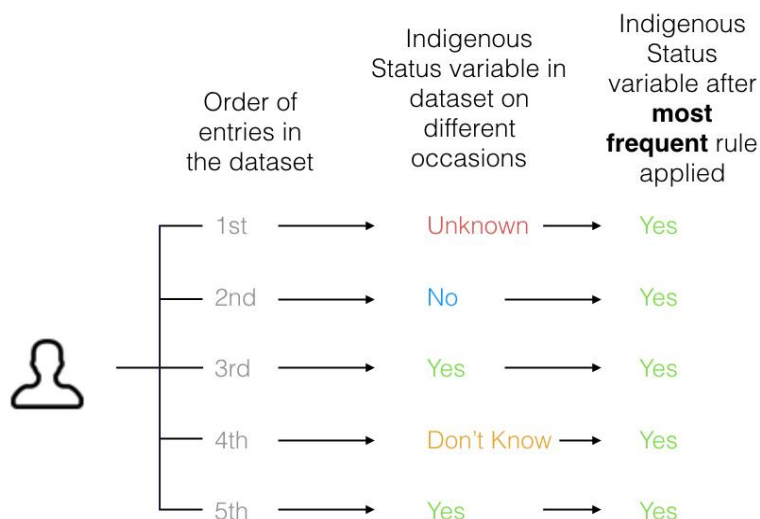 Order of
entries in
the dataset
Indigenous
Status variable in
dataset on
different
occasions
Indigenous
Status
variable after
most
frequent rule
applied
1st Unknown Yes
2nd No Yes
3rd Yes Yes
4th Don't Know Yes
5th Yes Yes